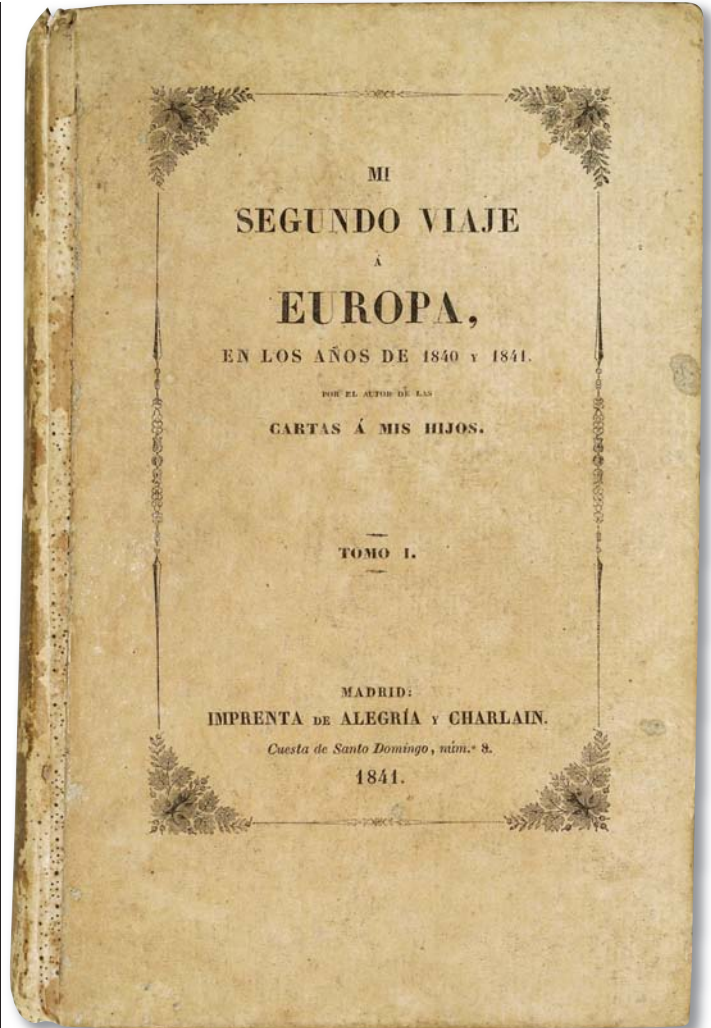 MI
SEGUNDO VIAJE
Á
EUROPA,
EN LOS AÑOS DE 1840 Y 1841.
POR EL AUTOR DE LAS
CARTAS Á MIS HIJOS.
TOMO I.
MADRID:
IMPRENTA DE ALEGRÍA Y CHARLAIN.
Cuesta de Santo Domingo, núm.º 8.
1841.